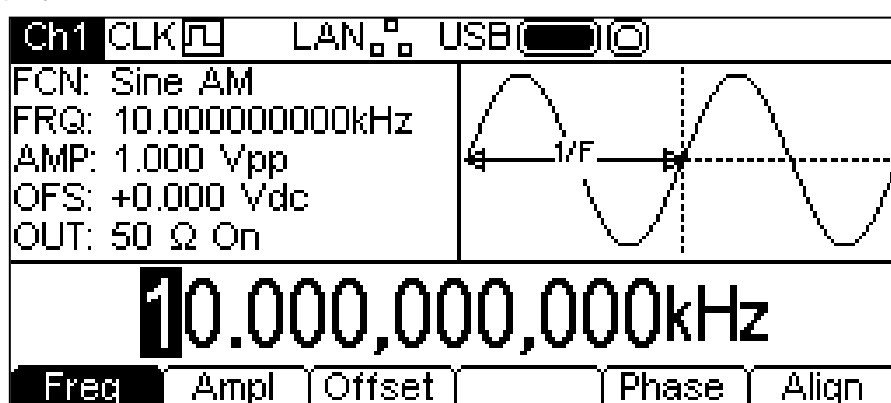 Ch1 CLK LAN USB
FCN: Sine AM
FRQ: 10.000000000kHz
AMP: 1.000 Vpp
OFS: +0.000 Vdc
OUT: 50 Ω On
1/F
10.000,000,000kHz
Freq Ampl Offset Phase Align